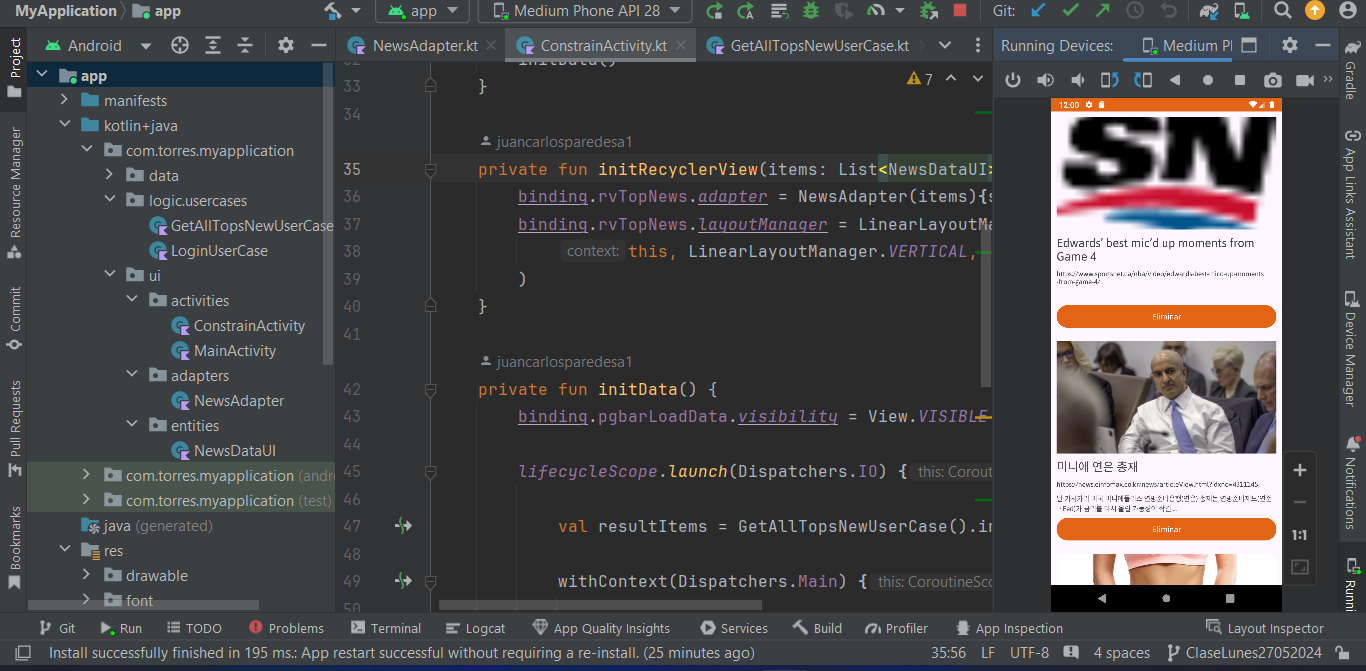 MyApplication
app
app
Medium Phone API 28
Git:
Android
NewsAdapter.kt
ConstrainActivity.kt
GetAllTopsNewUserCase.kt
Running Devices:
Medium Pl
Project
Resource Manager
Commit
Pull Requests
Bookmarks
app
manifests
kotlin+java
com.torres.myapplication
data
logic.usercases
GetAllTopsNewUserCase
LoginUserCase
ui
activities
ConstrainActivity
MainActivity
adapters
NewsAdapter
entities
NewsDataUI
com.torres.myapplication (andr
com.torres.myapplication (test)
java (generated)
res
drawable
font
7
32 initData()
33 }
34
juancarlosparedesa1
35 private fun initRecyclerView(items: List<NewsDataUI>
36 binding.rvTopNews.adapter = NewsAdapter(items){s
37 binding.rvTopNews.layoutManager = LinearLayoutMa
38 context: this, LinearLayoutManager.VERTICAL,
39 )
40 }
41
juancarlosparedesa1
42 private fun initData() {
43 binding.pgbarLoadData.visibility = View.VISIBLE
44
45 lifecycleScope.launch(Dispatchers.IO) { this: Corout
46
47 val resultItems = GetAllTopsNewUserCase().in
48
49 withContext(Dispatchers.Main) { this: CoroutineSco
50
12:00
SN
Edwards' best mic'd up moments from
Game 4
https://www.sportsnet.ca/nba/video/edwards-best-micd-up-moments
-from-game-4/
Eliminar
미니애 연은 총재
https://news.einfomax.co.kr/news/articleView.html?idxno=4311145
Eliminar
1:1
Gradle
App Links Assistant
Device Manager
Notifications
Runni
Git
Run
TODO
Problems
Terminal
Logcat
App Quality Insights
Services
Build
Profiler
App Inspection
Layout Inspector
Install successfully finished in 195 ms.: App restart successful without requiring a re-install. (25 minutes ago)
35:56
LF
UTF-8
4 spaces
ClaseLunes27052024